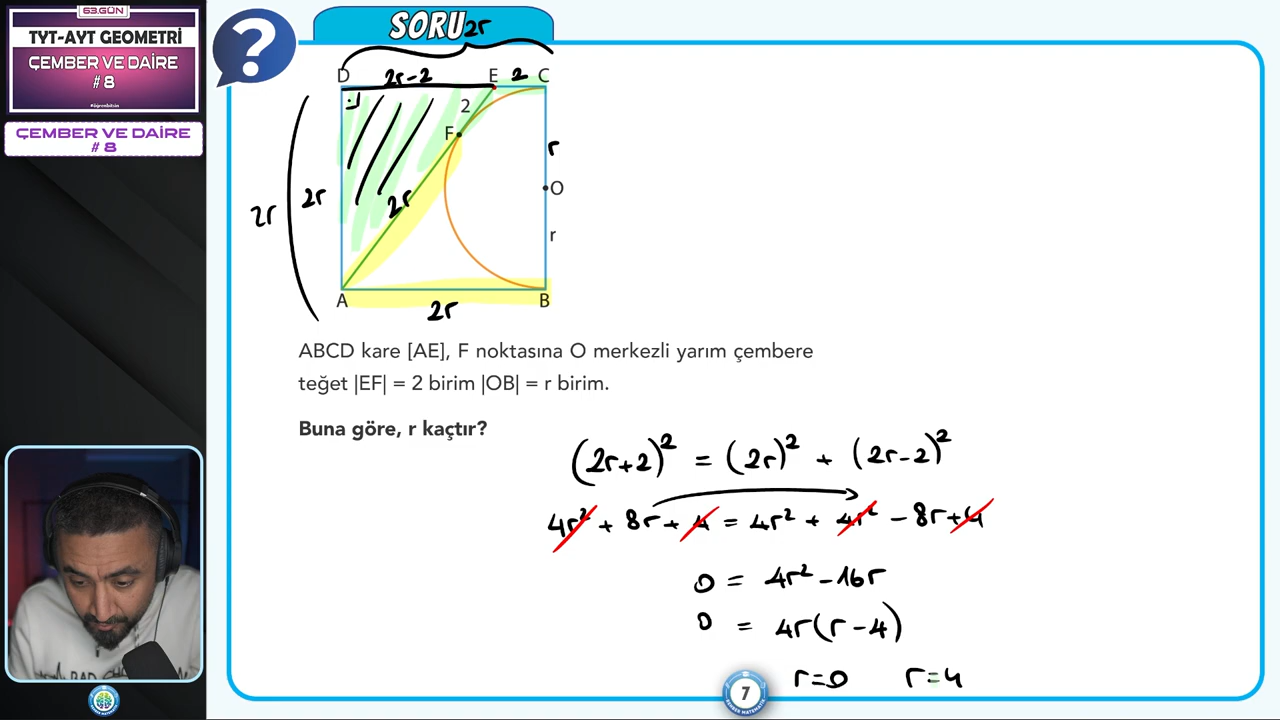 63.GÜN
TYT-AYT GEOMETRİ
ÇEMBER VE DAİRE
# 8
#öğrenbitsin
ÇEMBER VE DAİRE
# 8
?
SORU
2r
D 2r-2 E 2 C
2
F
r
2r
2r
2r
O
r
A B
2r
ABCD kare [AE], F noktasına O merkezli yarım çembere
teğet |EF| = 2 birim |OB| = r birim.
Buna göre, r kaçtır?
(2r+2)² = (2r)² + (2r-2)²
4r² + 8r + 4 = 4r² + 4r² - 8r + 4
0 = 4r² - 16r
0 = 4r(r-4)
r=0 r=4
7